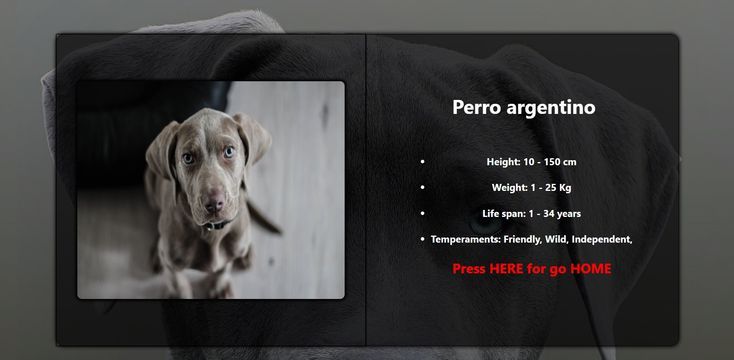 Perro argentino
Height: 10 - 150 cm
Weight: 1 - 25 Kg
Life span: 1 - 34 years
Temperaments: Friendly, Wild, Independent,
Press HERE for go HOME